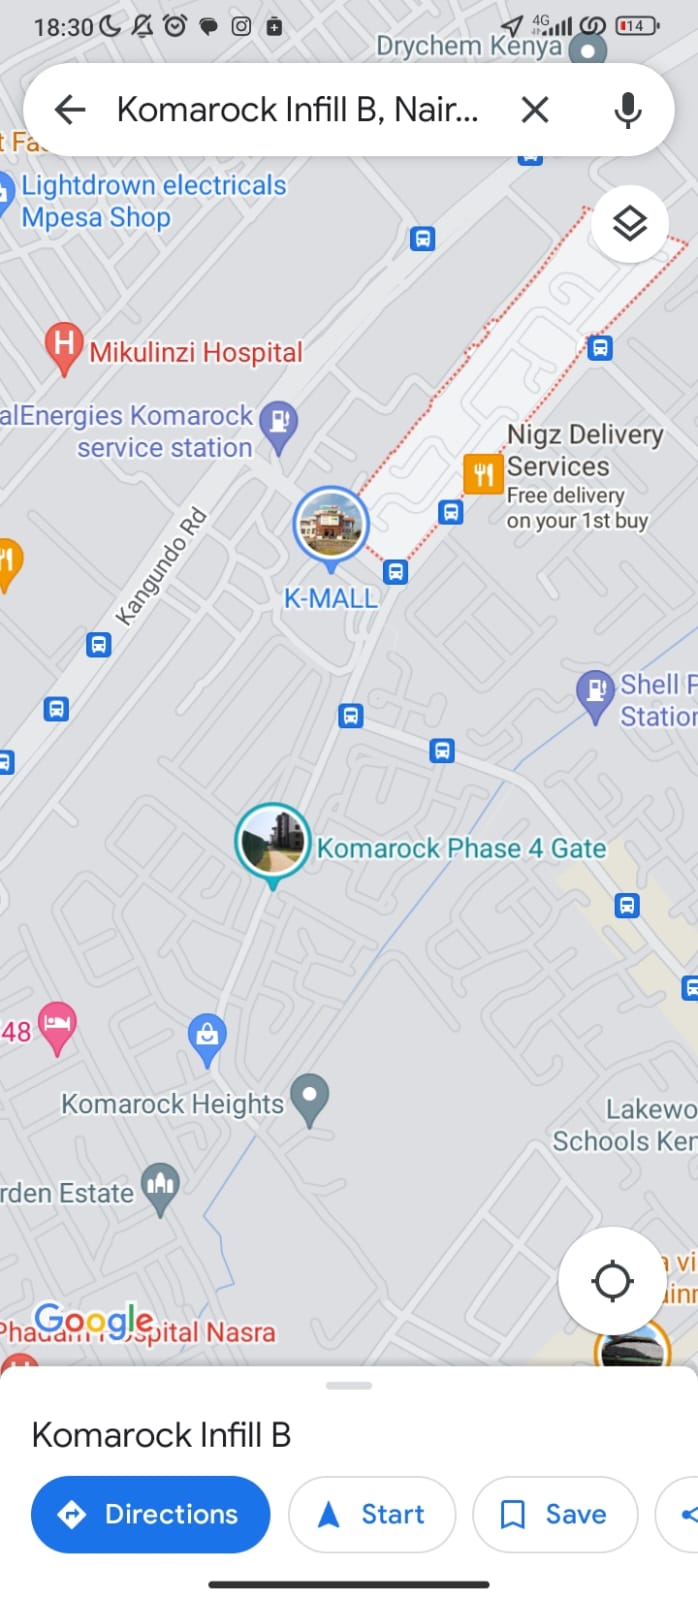 18:30
4G
14
Drychem Kenya
Komarock Infill B, Nair...
Lightdrown electricals
Mpesa Shop
Mikulinzi Hospital
alEnergies Komarock
service station
Nigz Delivery
Services
Free delivery
on your 1st buy
Kangundo Rd
K-MALL
Shell P
Station
Komarock Phase 4 Gate
48
Komarock Heights
Lakewo
Schools Ken
rden Estate
Google
spital Nasra
Komarock Infill B
Directions
Start
Save